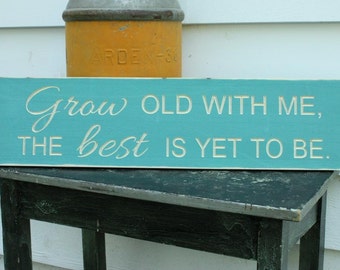 Grow OLD WITH ME,
THE best IS YET TO BE.